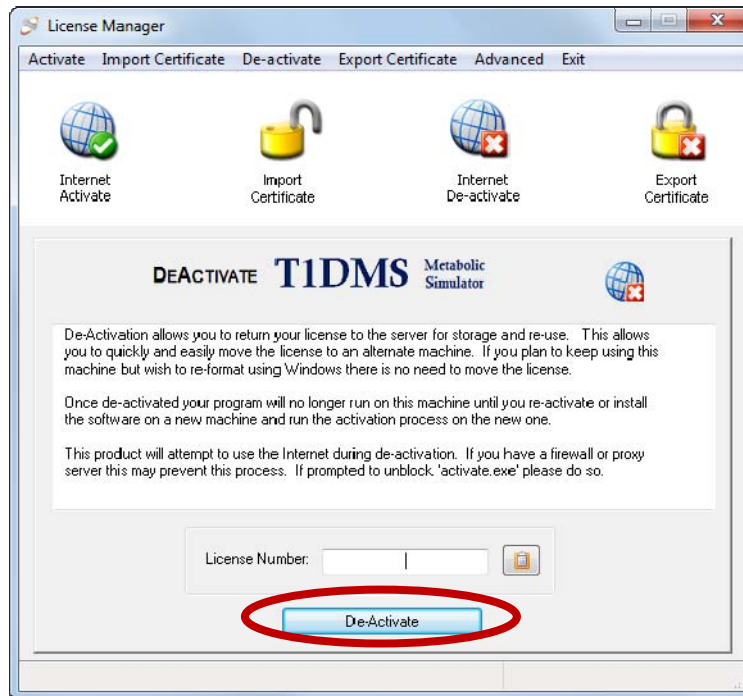 License Manager
Activate Import Certificate De-activate Export Certificate Advanced Exit
Internet
Activate
Import
Certificate
Internet
De-activate
Export
Certificate
DEACTIVATE T1DMS Metabolic
Simulator
De-Activation allows you to return your license to the server for storage and re-use. This allows
you to quickly and easily move the license to an alternate machine. If you plan to keep using this
machine but wish to re-format using Windows there is no need to move the license.
Once de-activated your program will no longer run on this machine until you re-activate or install
the software on a new machine and run the activation process on the new one.
This product will attempt to use the Internet during de-activation. If you have a firewall or proxy
server this may prevent this process. If prompted to unblock 'activate.exe' please do so.
License Number:
De-Activate